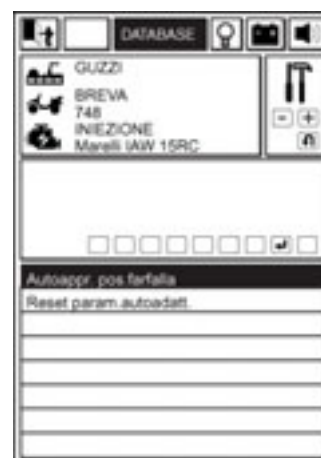 DATABASE
GUZZI
BREVA
748
INIEZIONE
Marelli IAW 15RC
Autoappr. pos.farfalla
Reset param.autoadatt.